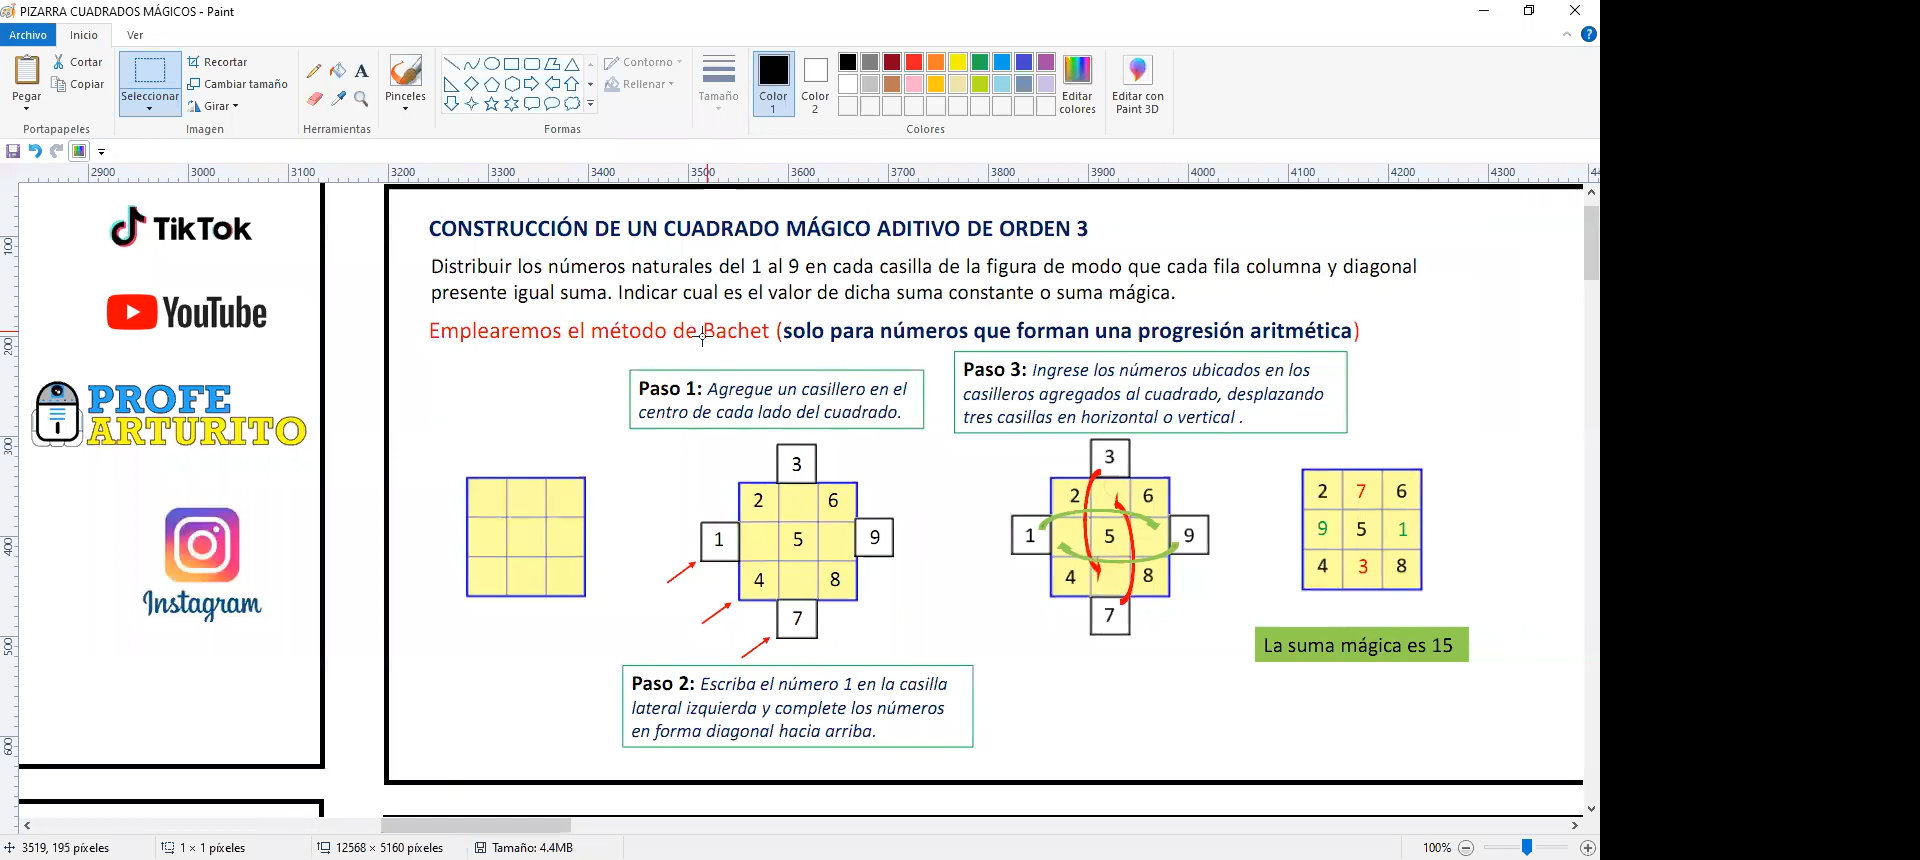 PIZARRA CUADRADOS MÁGICOS - Paint
Archivo Inicio Ver
Pegar
Cortar
Copiar
Portapapeles
Seleccionar
Recortar
Cambiar tamaño
Girar
Imagen
Herramientas
Pinceles
Contorno
Rellenar
Formas
Tamaño
Color 1
Color 2
Editar colores
Colores
Editar con Paint 3D
2900 3000 3100 3200 3300 3400 3500 3600 3700 3800 3900 4000 4100 4200 4300
100
200
300
400
500
600
TikTok
YouTube
PROFE
ARTURITO
Instagram
CONSTRUCCIÓN DE UN CUADRADO MÁGICO ADITIVO DE ORDEN 3
Distribuir los números naturales del 1 al 9 en cada casilla de la figura de modo que cada fila columna y diagonal
presente igual suma. Indicar cual es el valor de dicha suma constante o suma mágica.
Emplearemos el método de Bachet (solo para números que forman una progresión aritmética)
Paso 1: Agregue un casillero en el
centro de cada lado del cuadrado.
Paso 3: Ingrese los números ubicados en los
casilleros agregados al cuadrado, desplazando
tres casillas en horizontal o vertical .
3
2 6
1 5 9
4 8
7
3
2 6
1 5 9
4 8
7
2 7 6
9 5 1
4 3 8
La suma mágica es 15
Paso 2: Escriba el número 1 en la casilla
lateral izquierda y complete los números
en forma diagonal hacia arriba.
3519, 195 píxeles
1 × 1 píxeles
12568 × 5160 píxeles
Tamaño: 4.4MB
100%